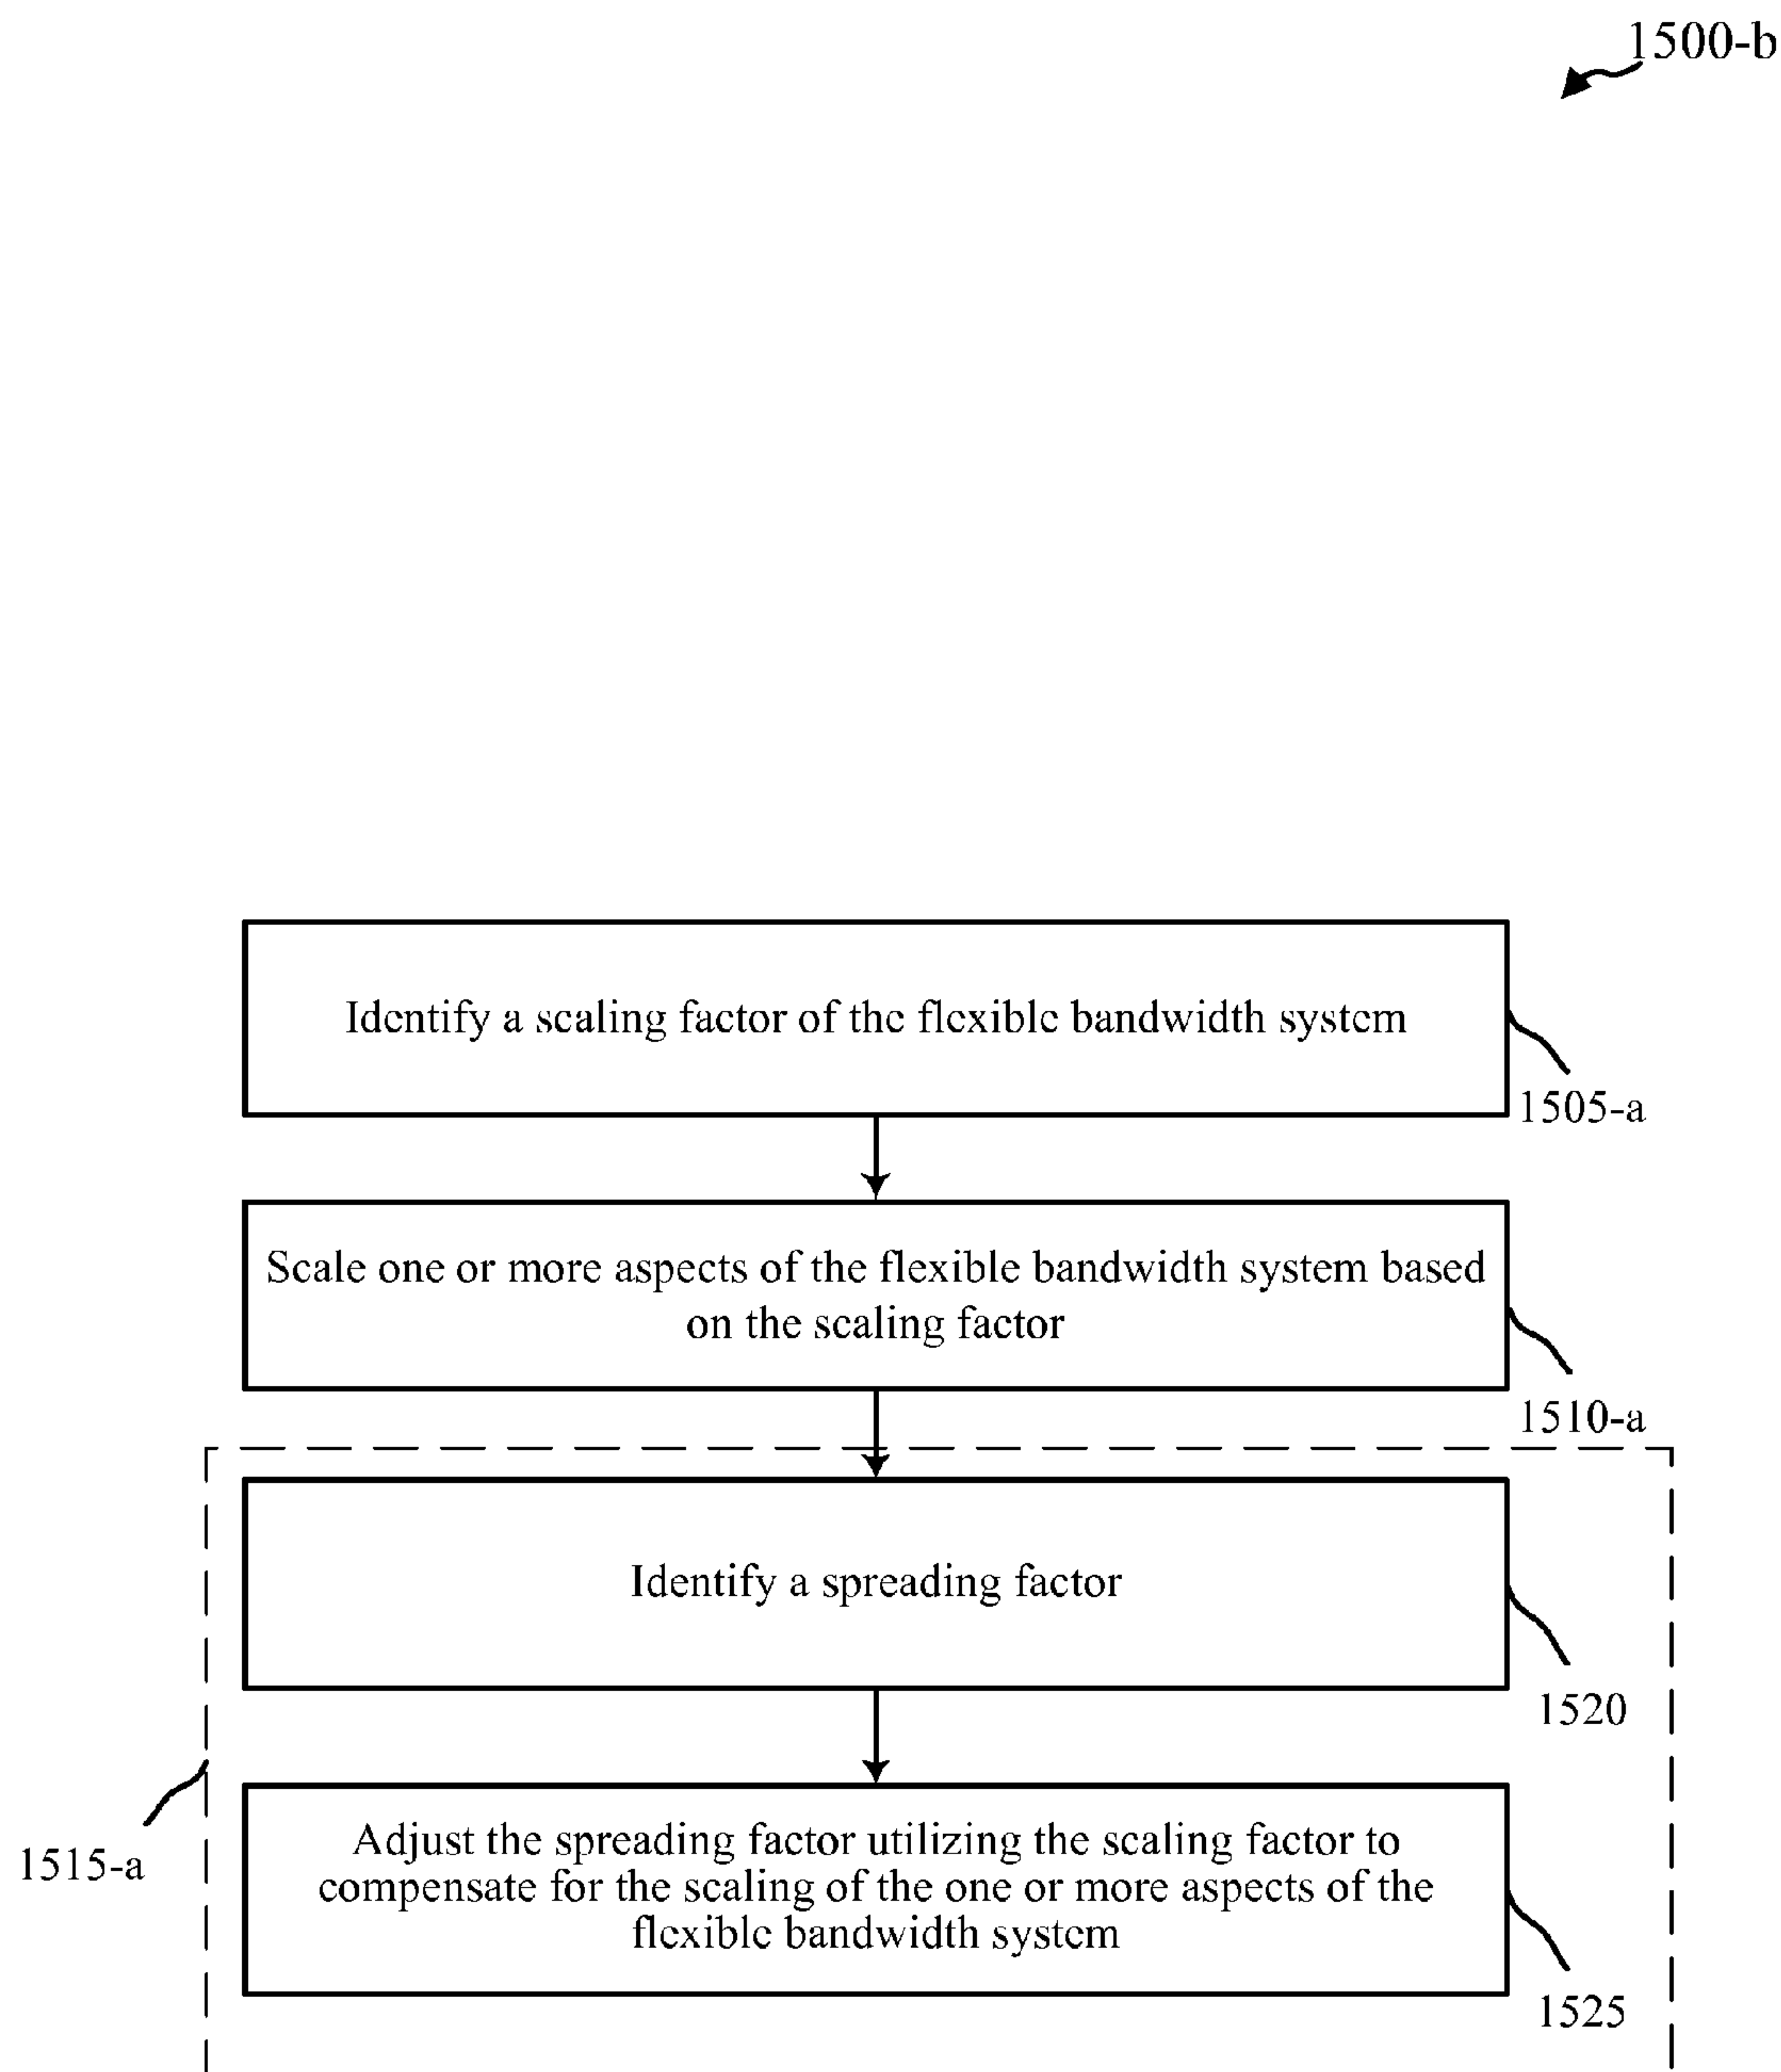 1500-b
Identify a scaling factor of the flexible bandwidth system
1505-a
Scale one or more aspects of the flexible bandwidth system based
on the scaling factor
1510-a
Identify a spreading factor
1520
1515-a
Adjust the spreading factor utilizing the scaling factor to
compensate for the scaling of the one or more aspects of the
flexible bandwidth system
1525